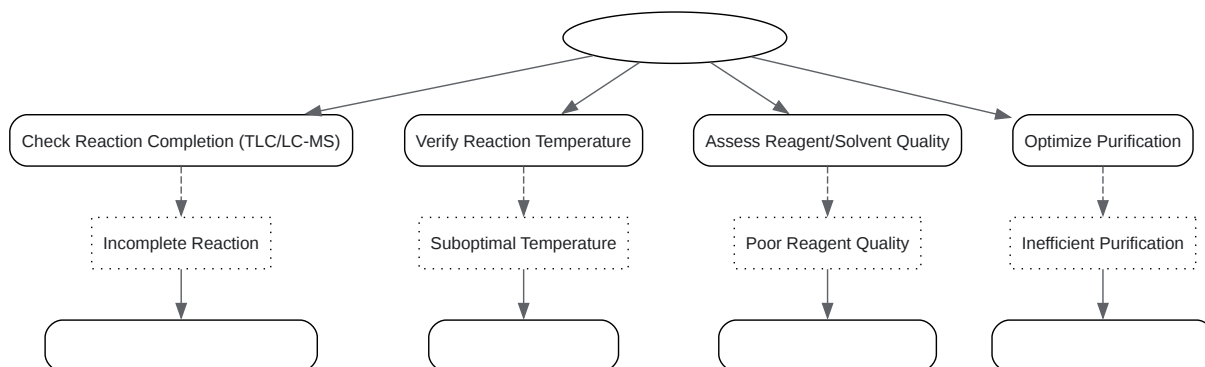 Check Reaction Completion (TLC/LC-MS)
Verify Reaction Temperature
Assess Reagent/Solvent Quality
Optimize Purification
Incomplete Reaction
Suboptimal Temperature
Poor Reagent Quality
Inefficient Purification